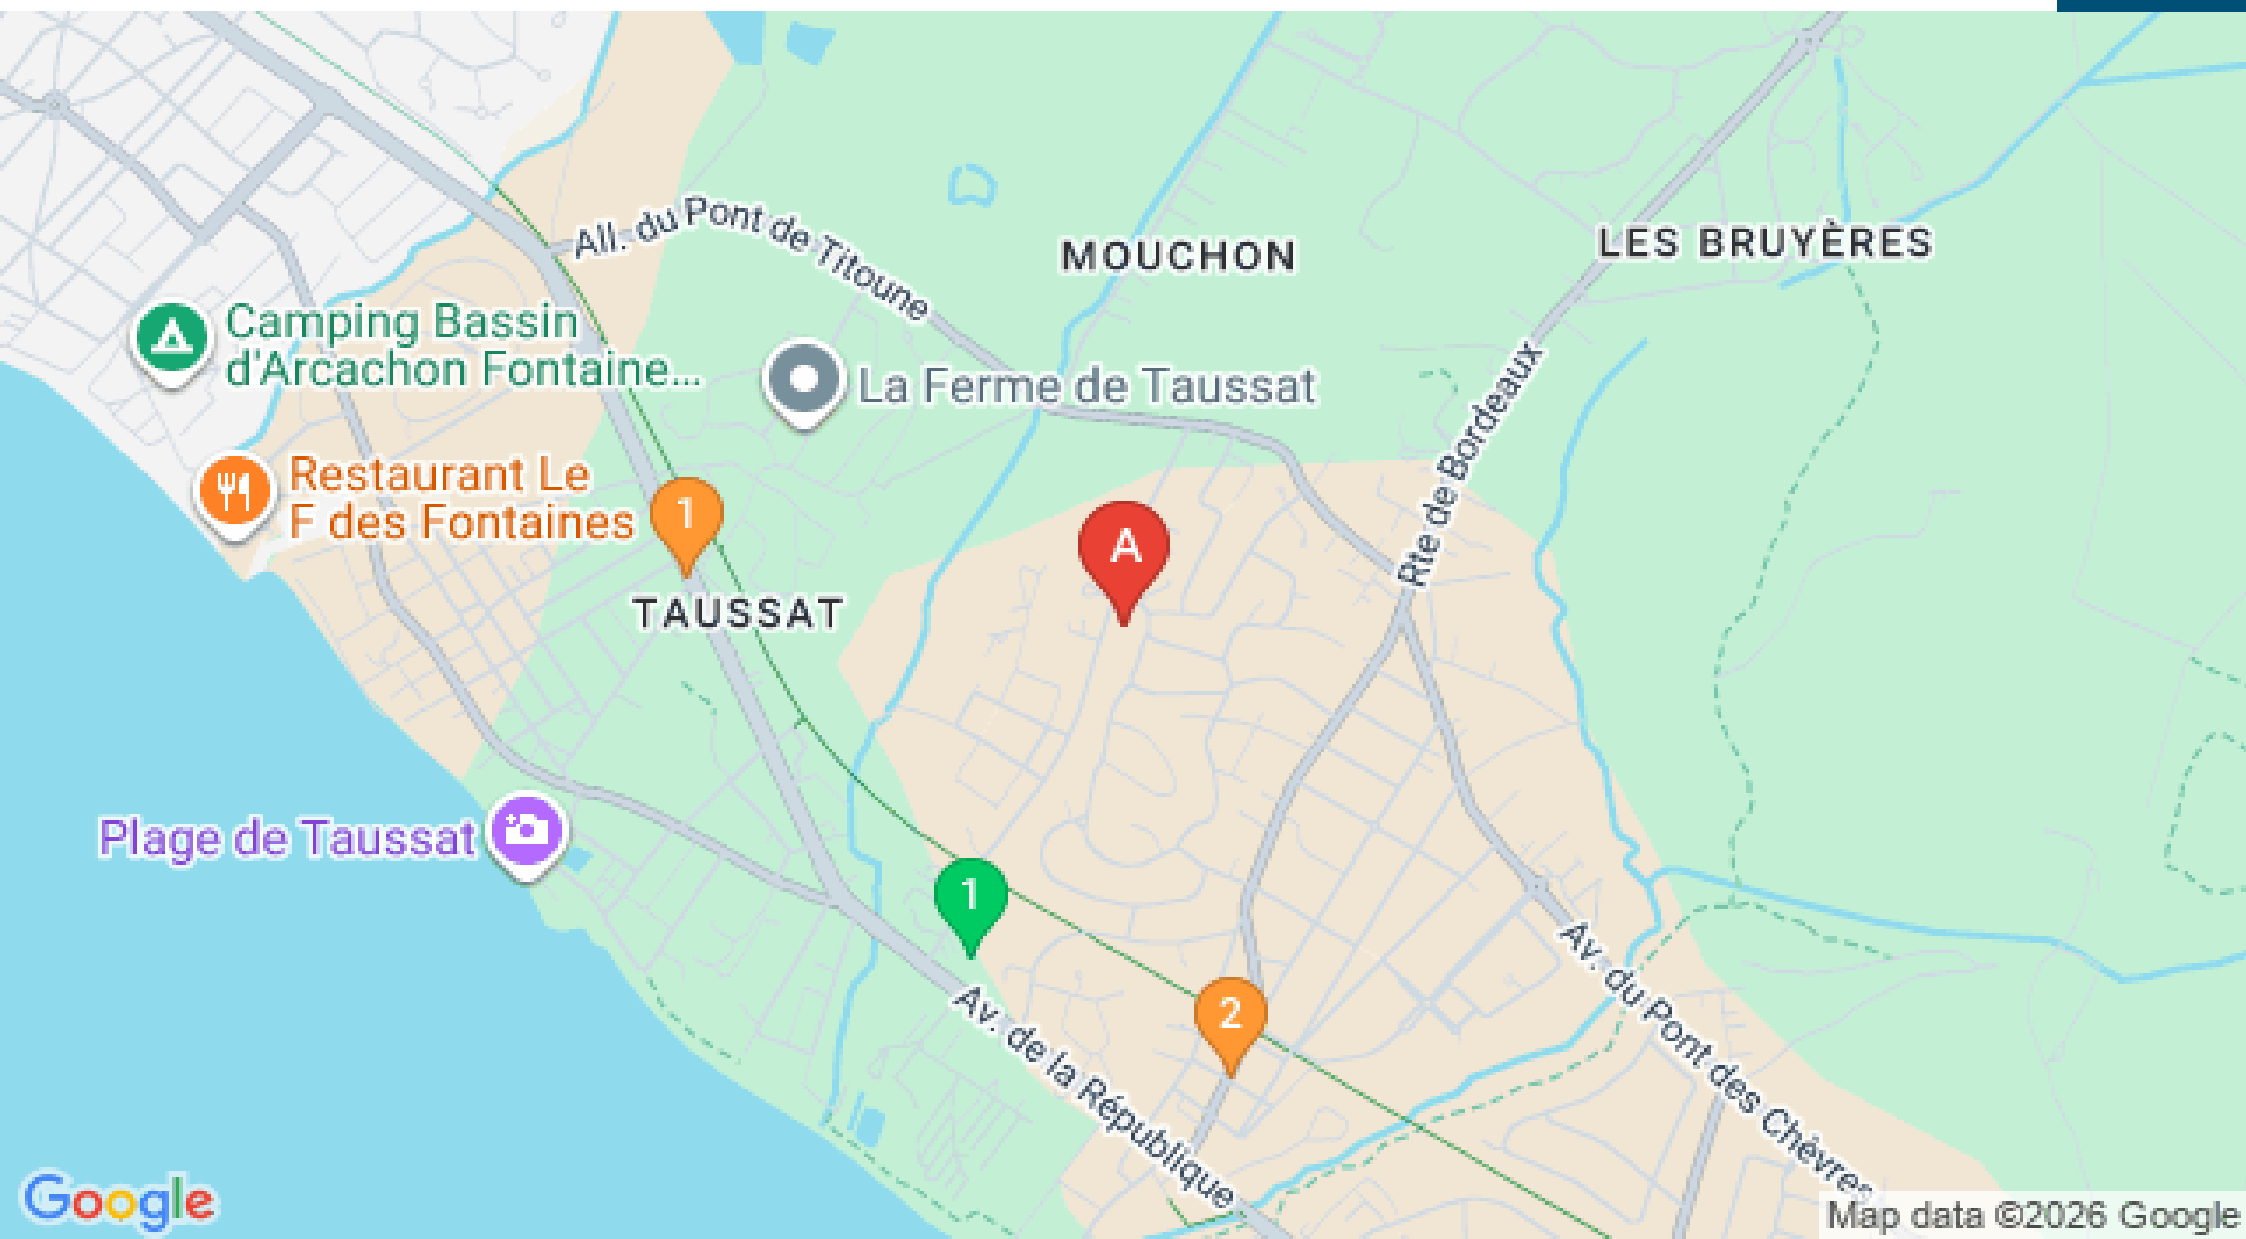 All. du Pont de Titoune
MOUCHON
LES BRUYÈRES
Camping Bassin
d'Arcachon Fontaine...
La Ferme de Taussat
Rte de Bordeaux
Restaurant Le
F des Fontaines
1
A
TAUSSAT
Plage de Taussat
1
2
Av. de la République
Av. du Pont des Chèvres
Google
Map data ©2026 Google